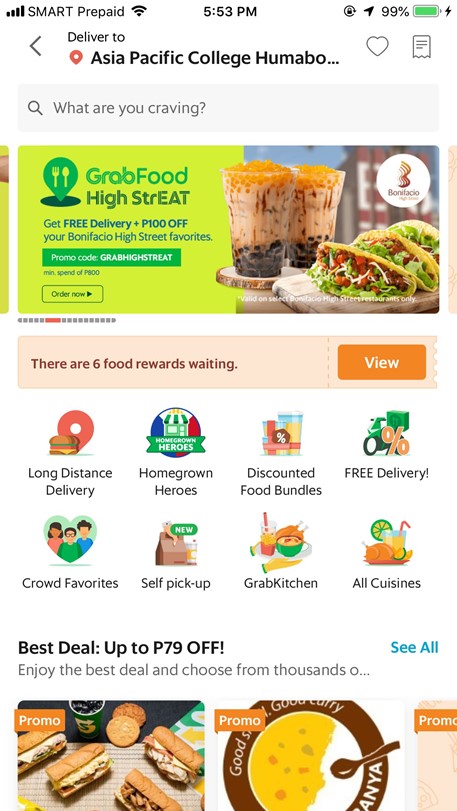 SMART Prepaid 5:53 PM 99%
Deliver to
Asia Pacific College Humabo...
What are you craving?
GrabFood
High StrEAT
Bonifacio
High Street
Get FREE Delivery + P100 OFF
your Bonifacio High Street favorites.
Promo code: GRABHIGHSTREAT
min. spend of P800
Order now
*Valid on select Bonifacio High Street restaurants only
There are 6 food rewards waiting.
View
HOMEGROWN
HEROES
%
%
Long Distance
Delivery
Homegrown
Heroes
Discounted
Food Bundles
FREE Delivery!
NEW
Crowd Favorites
Self pick-up
GrabKitchen
All Cuisines
Best Deal: Up to P79 OFF!
See All
Enjoy the best deal and choose from thousands o...
Promo
Promo
Promo
Good curry